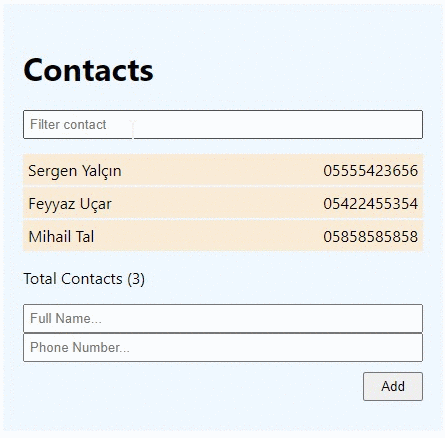 Contacts
Filter contact
Sergen Yalçın 05555423656
Feyyaz Uçar 05422455354
Mihail Tal 05858585858
Total Contacts (3)
Full Name...
Phone Number...
Add